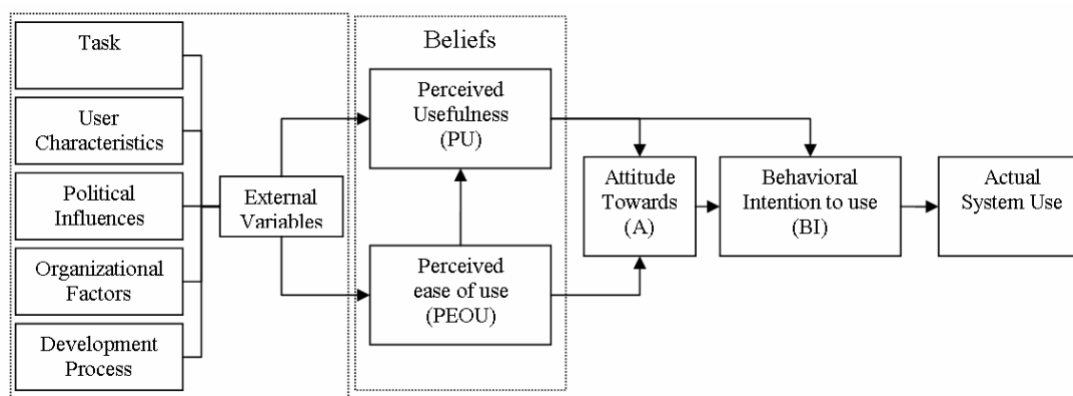 Task
User
Characteristics
Political
Influences
Organizational
Factors
Development
Process
External
Variables
Beliefs
Perceived
Usefulness
(PU)
Perceived
ease of use
(PEOU)
Attitude
Towards
(A)
Behavioral
Intention to use
(BI)
Actual
System Use